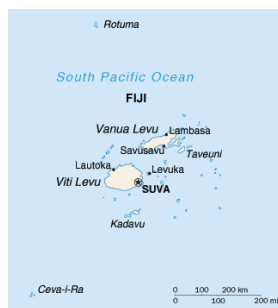 Rotuma
South Pacific Ocean
FIJI
Vanua Levu
Lambasa
Savusavu
Taveuni
Lautoka
Levuka
Viti Levu
SUVA
Kadavu
Ceva-i-Ra
0 100 200 km
0 100 200 mi